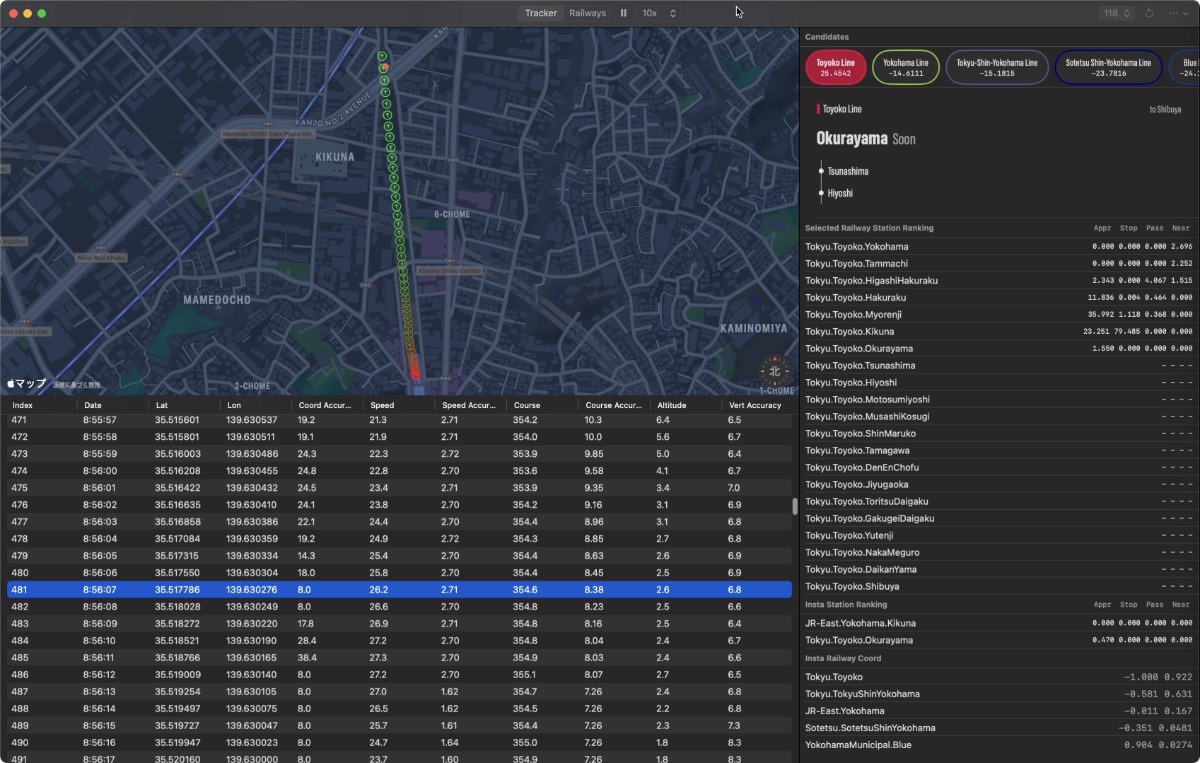 Tracker Railways 10x 118
KANJO NO 2 AVENUE
KIKUNA
6-CHOME
Kikuna Chiku Center
MAMEDOCHO
KAMINOMIYA
マップ
北
2-CHOME
1-CHOME
Candidates
Toyoko Line
25.4542
Yokohama Line
-14.6111
Tokyu-Shin-Yokohama Line
-15.1815
Sotetsu Shin-Yokohama Line
-23.7816
Blue
Toyoko Line
to Shibuya
Okurayama Soon
Tsunashima
Hiyoshi
Selected Railway Station Ranking Appr Stop Pass Near
Tokyu.Toyoko.Yokohama 0.000 0.000 0.000 2.696
Tokyu.Toyoko.Tammachi 0.000 0.000 0.000 2.252
Tokyu.Toyoko.HigashiHakuraku 2.343 0.000 4.067 1.515
Tokyu.Toyoko.Hakuraku 11.836 0.004 0.464 0.000
Tokyu.Toyoko.Myorenji 35.992 1.118 0.368 0.000
Tokyu.Toyoko.Kikuna 23.251 79.485 0.000 0.000
Tokyu.Toyoko.Okurayama 1.550 0.000 0.000 0.000
Tokyu.Toyoko.Tsunashima - - - -
Tokyu.Toyoko.Hiyoshi - - - -
Tokyu.Toyoko.Motosumiyoshi - - - -
Tokyu.Toyoko.MusashiKosugi - - - -
Tokyu.Toyoko.ShinMaruko - - - -
Tokyu.Toyoko.Tamagawa - - - -
Tokyu.Toyoko.DenEnChofu - - - -
Tokyu.Toyoko.Jiyugaoka - - - -
Tokyu.Toyoko.ToritsuDaigaku - - - -
Tokyu.Toyoko.GakugeiDaigaku - - - -
Tokyu.Toyoko.Yutenji - - - -
Tokyu.Toyoko.NakaMeguro - - - -
Tokyu.Toyoko.DaikanYama - - - -
Tokyu.Toyoko.Shibuya - - - -
Insta Station Ranking Appr Stop Pass Near
JR-East.Yokohama.Kikuna 0.000 0.000 0.000 0.000
Tokyu.Toyoko.Okurayama 0.470 0.000 0.000 0.000
Insta Railway Coord
Tokyu.Toyoko -1.000 0.922
Tokyu.TokyuShinYokohama -0.581 0.631
JR-East.Yokohama -0.011 0.167
Sotetsu.SotetsuShinYokohama -0.351 0.0481
YokohamaMunicipal.Blue 0.904 0.0274
Index Date Lat Lon Coord Accur... Speed Speed Accur... Course Course Accur... Altitude Vert Accuracy
471 8:55:57 35.515601 139.630537 19.2 21.3 2.71 354.2 10.3 6.4 6.5
472 8:55:58 35.515801 139.630511 19.1 21.9 2.71 354.0 10.0 5.6 6.7
473 8:55:59 35.516003 139.630486 24.3 22.3 2.72 353.9 9.85 5.0 6.4
474 8:56:00 35.516208 139.630455 24.8 22.8 2.70 353.6 9.58 4.1 6.7
475 8:56:01 35.516422 139.630432 24.5 23.4 2.71 353.9 9.35 3.4 7.0
476 8:56:02 35.516635 139.630410 24.1 23.8 2.70 354.2 9.16 3.1 6.9
477 8:56:03 35.516858 139.630386 22.1 24.4 2.70 354.4 8.96 3.1 6.8
478 8:56:04 35.517084 139.630359 19.2 24.9 2.72 354.3 8.85 2.7 6.8
479 8:56:05 35.517315 139.630334 14.3 25.4 2.70 354.4 8.63 2.6 6.9
480 8:56:06 35.517550 139.630304 18.0 25.8 2.70 354.4 8.45 2.5 6.9
481 8:56:07 35.517786 139.630276 8.0 26.2 2.71 354.6 8.38 2.6 6.8
482 8:56:08 35.518028 139.630249 8.0 26.6 2.70 354.8 8.23 2.5 6.6
483 8:56:09 35.518272 139.630220 17.8 26.9 2.71 354.8 8.16 2.5 6.4
484 8:56:10 35.518521 139.630190 28.4 27.2 2.70 354.8 8.04 2.4 6.7
485 8:56:11 35.518766 139.630165 38.4 27.3 2.70 354.9 8.03 2.4 6.6
486 8:56:12 35.519009 139.630140 8.0 27.2 2.70 355.1 8.07 2.7 6.5
487 8:56:13 35.519254 139.630105 8.0 27.0 1.62 354.7 7.26 2.4 6.8
488 8:56:14 35.519497 139.630075 8.0 26.5 1.62 354.5 7.26 2.2 6.8
489 8:56:15 35.519727 139.630047 8.0 25.7 1.61 354.4 7.26 2.3 7.3
490 8:56:16 35.519947 139.630023 8.0 24.7 1.64 355.0 7.26 1.8 8.3
491 8:56:17 35.520160 139.630000 8.0 23.7 1.60 354.9 7.26 1.8 8.3